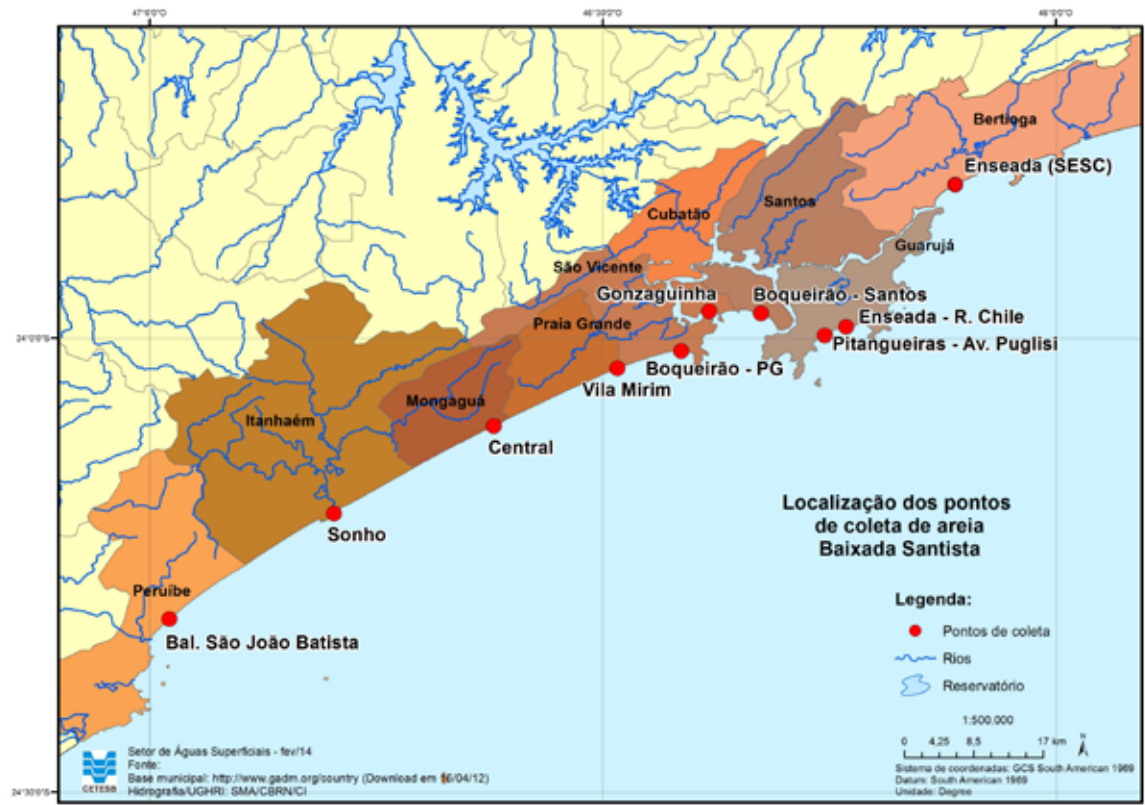 47°0'0"O
46°0'0"O
Bertioga
Enseada (SESC)
Santos
Cubatão
Guarujá
São Vicente
Gonzaguinha
Boqueirão - Santos
Praia Grande
Enseada - R. Chile
Pitangueiras - Av. Puglisi
Boqueirão - PG
Vila Mirim
24°0'0"S
Mongaguá
Itanhaém
Central
Sonho
Peruíbe
Bal. São João Batista
Localização dos pontos
de coleta de areia
Baixada Santista
Legenda:
Pontos de coleta
Rios
Reservatório
1:500.000
0 4,25 8,5 17 km
N
Sistema de coordenadas: GCS South American 1969
Datum: South American 1969
Unidade: Degree
CETESB
Setor de Águas Superficiais - fev/14
Fonte:
Base municipal: http://www.gadm.org/country (Download em 16/04/12)
Hidrografia/UGHRI: SMA/CBRN/CI
24°30'0"S